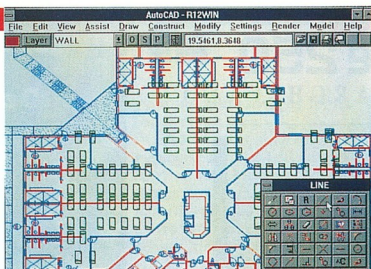 AutoCAD - R12WIN
File Edit View Assist Draw Construct Modify Settings Render Model Help
Layer WALL O S P 19.5461,8.3648
LINE
R